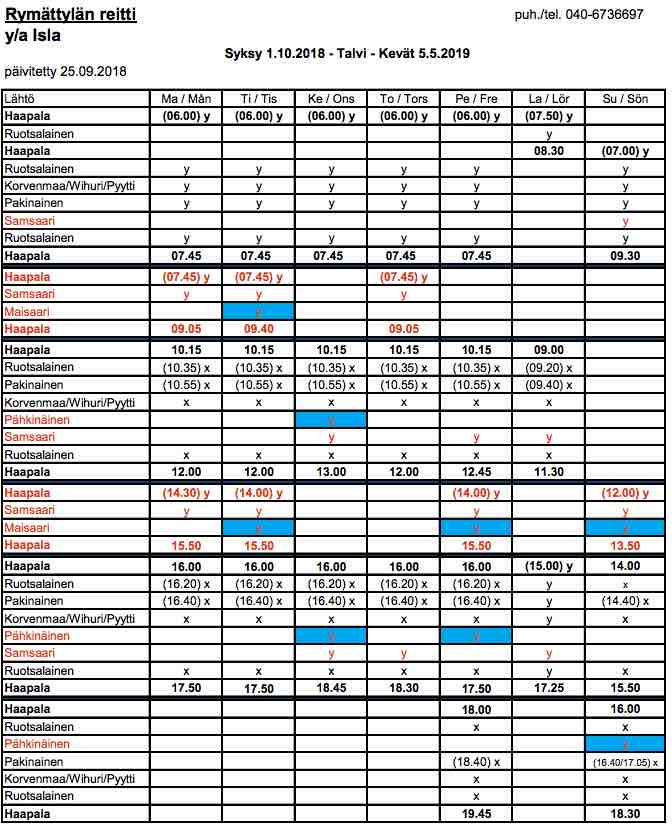 Rymättylän reitti puh./tel. 040-6736697
y/a Isla
Syksy 1.10.2018 - Talvi - Kevät 5.5.2019
päivitetty 25.09.2018
Lähtö Ma / Mån Ti / Tis Ke / Ons To / Tors Pe / Fre La / Lör Su / Sön
Haapala (06.00) y (06.00) y (06.00) y (06.00) y (06.00) y (07.50) y
Ruotsalainen y
Haapala 08.30 (07.00) y
Ruotsalainen y y y y y y
Korvenmaa/Wihuri/Pyytti y y y y y y
Pakinainen y y y y y y
Samsaari y
Ruotsalainen y y y y y y
Haapala 07.45 07.45 07.45 07.45 07.45 09.30
Haapala (07.45) y (07.45) y (07.45) y
Samsaari y y y
Maisaari y
Haapala 09.05 09.40 09.05
Haapala 10.15 10.15 10.15 10.15 10.15 09.00
Ruotsalainen (10.35) x (10.35) x (10.35) x (10.35) x (10.35) x (09.20) x
Pakinainen (10.55) x (10.55) x (10.55) x (10.55) x (10.55) x (09.40) x
Korvenmaa/Wihuri/Pyytti x x x x x x
Pähkinäinen y
Samsaari y y y
Ruotsalainen x x x x x x
Haapala 12.00 12.00 13.00 12.00 12.45 11.30
Haapala (14.30) y (14.00) y (14.00) y (12.00) y
Samsaari y y y y
Maisaari y y y
Haapala 15.50 15.50 15.50 13.50
Haapala 16.00 16.00 16.00 16.00 16.00 (15.00) y 14.00
Ruotsalainen (16.20) x (16.20) x (16.20) x (16.20) x (16.20) x y x
Pakinainen (16.40) x (16.40) x (16.40) x (16.40) x (16.40) x y (14.40) x
Korvenmaa/Wihuri/Pyytti x x x x x y x
Pähkinäinen y y
Samsaari y y y
Ruotsalainen x x x x x y x
Haapala 17.50 17.50 18.45 18.30 17.50 17.25 15.50
Haapala 18.00 16.00
Ruotsalainen x x
Pähkinäinen y
Pakinainen (18.40) x (16.40/17.05) x
Korvenmaa/Wihuri/Pyytti x x
Ruotsalainen x x
Haapala 19.45 18.30